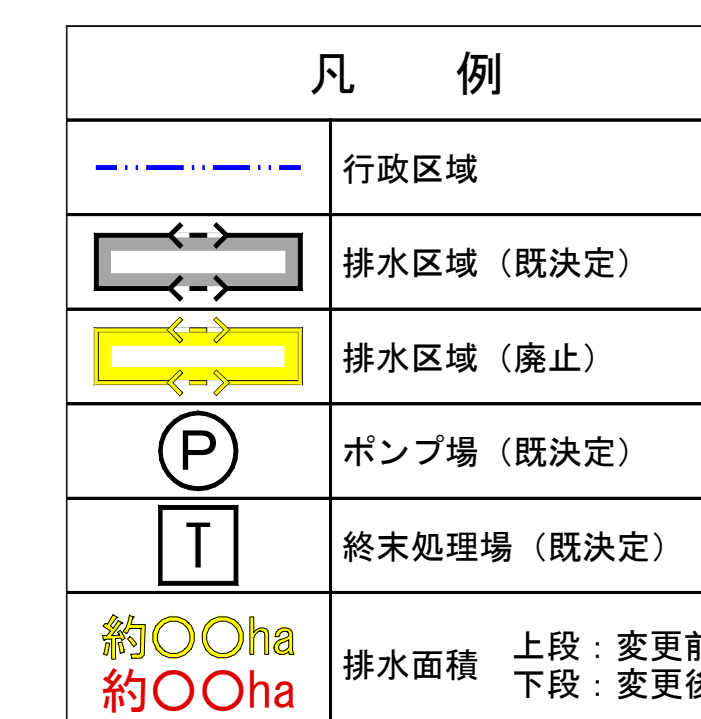 凡　例
行政区域
排水区域（既決定）
排水区域（廃止）
P ポンプ場（既決定）
T 終末処理場（既決定）
約〇〇ha
約〇〇ha
排水面積
上段：変更前
下段：変更後